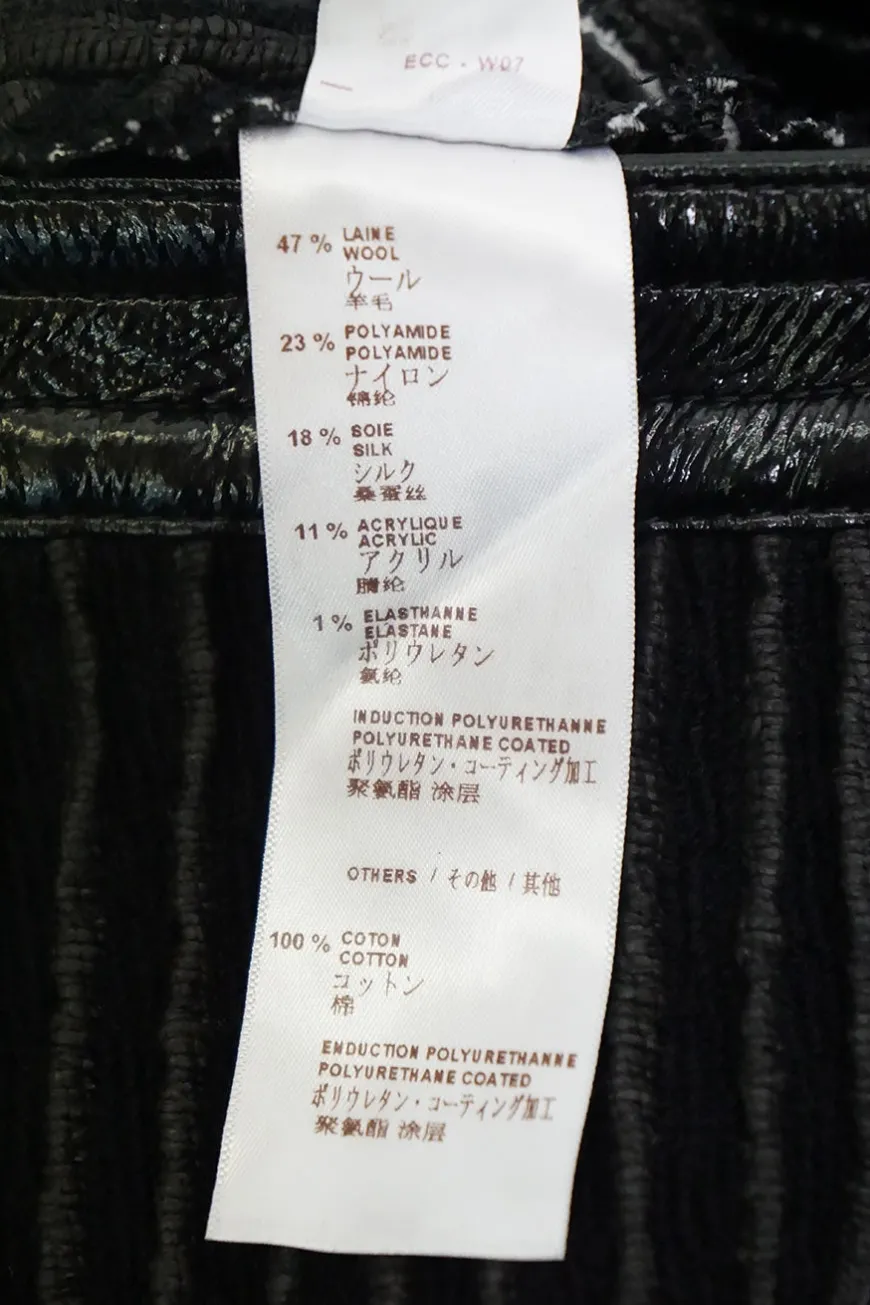 ECC - W07
47 % LAINE
WOOL
ウール
羊毛
23 % POLYAMIDE
POLYAMIDE
ナイロン
锦纶
18 % SOIE
SILK
シルク
桑蚕丝
11 % ACRYLIQUE
ACRYLIC
アクリル
腈纶
1 % ELASTHANNE
ELASTANE
ポリウレタン
氨纶
INDUCTION POLYURETHANNE
POLYURETHANE COATED
ポリウレタン・コーティング加工
聚氨酯 涂层
OTHERS / その他 / 其他
100 % COTON
COTTON
コットン
棉
ENDUCTION POLYURETHANNE
POLYURETHANE COATED
ポリウレタン・コーティング加工
聚氨酯 涂层